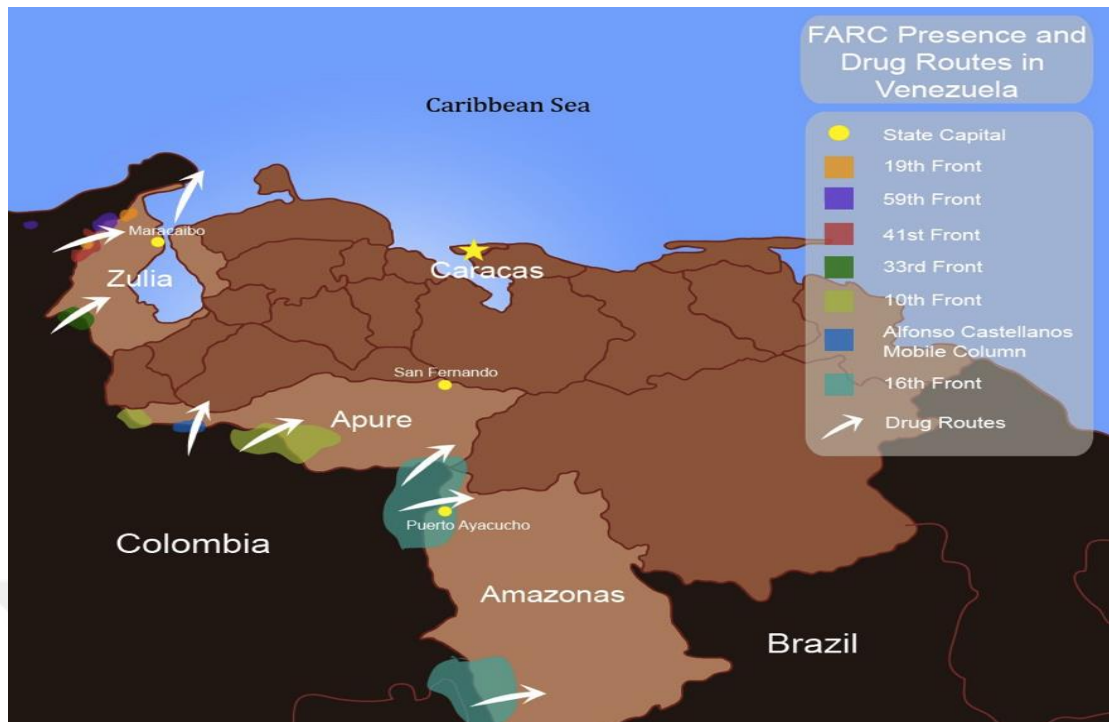 FARC Presence and
Drug Routes in
Venezuela
Caribbean Sea
State Capital
19th Front
59th Front
41st Front
33rd Front
10th Front
Alfonso Castellanos
Mobile Column
16th Front
Drug Routes
Maracaibo
Zulia
Caracas
San Fernando
Apure
Puerto Ayacucho
Colombia
Amazonas
Brazil